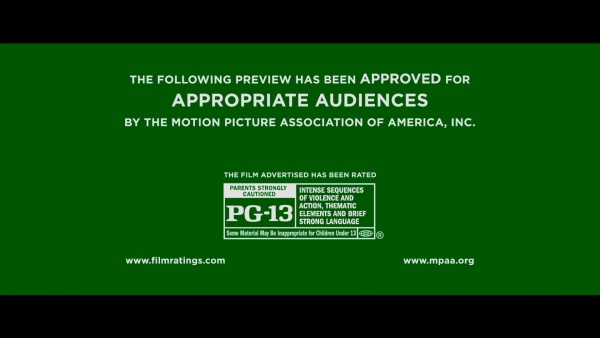 THE FOLLOWING PREVIEW HAS BEEN APPROVED FOR
APPROPRIATE AUDIENCES
BY THE MOTION PICTURE ASSOCIATION OF AMERICA, INC.
THE FILM ADVERTISED HAS BEEN RATED
PARENTS STRONGLY
CAUTIONED
PG-13
INTENSE SEQUENCES
OF VIOLENCE AND
ACTION, THEMATIC
ELEMENTS AND BRIEF
STRONG LANGUAGE
Some Material May Be Inappropriate for Children Under 13
®
www.filmratings.com
www.mpaa.org